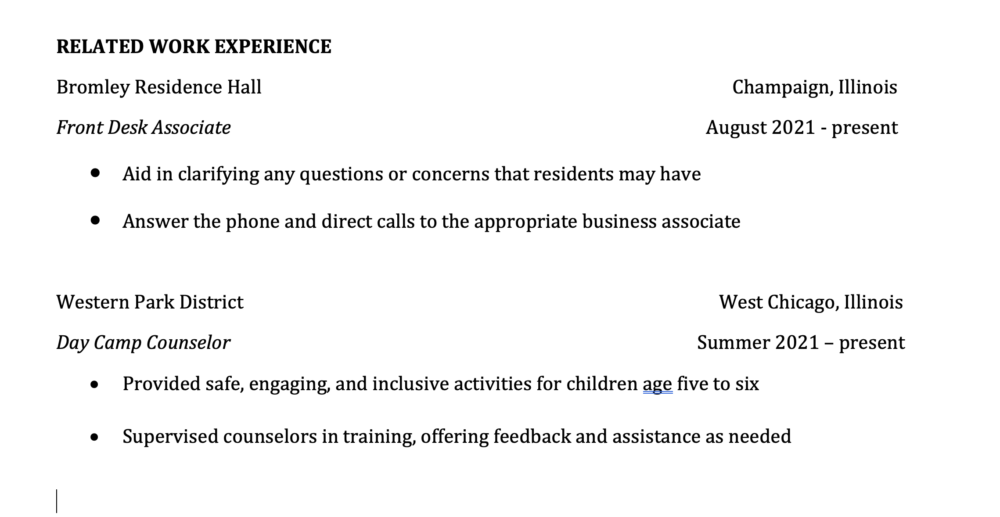 RELATED WORK EXPERIENCE
Bromley Residence Hall Champaign, Illinois
Front Desk Associate August 2021 - present
● Aid in clarifying any questions or concerns that residents may have
● Answer the phone and direct calls to the appropriate business associate
Western Park District West Chicago, Illinois
Day Camp Counselor Summer 2021 – present
● Provided safe, engaging, and inclusive activities for children age five to six
● Supervised counselors in training, offering feedback and assistance as needed